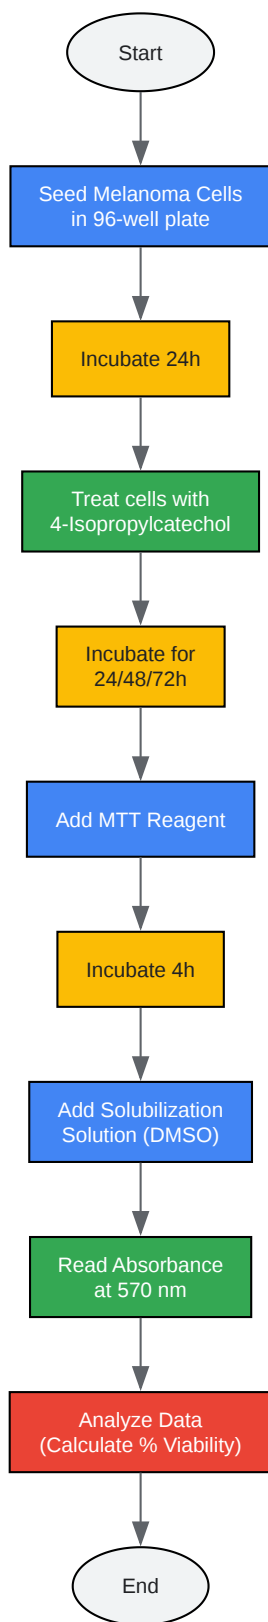 Start
Seed Melanoma Cells
in 96-well plate
Incubate 24h
Treat cells with
4-Isopropylcatechol
Incubate for
24/48/72h
Add MTT Reagent
Incubate 4h
Add Solubilization
Solution (DMSO)
Read Absorbance
at 570 nm
Analyze Data
(Calculate % Viability)
End